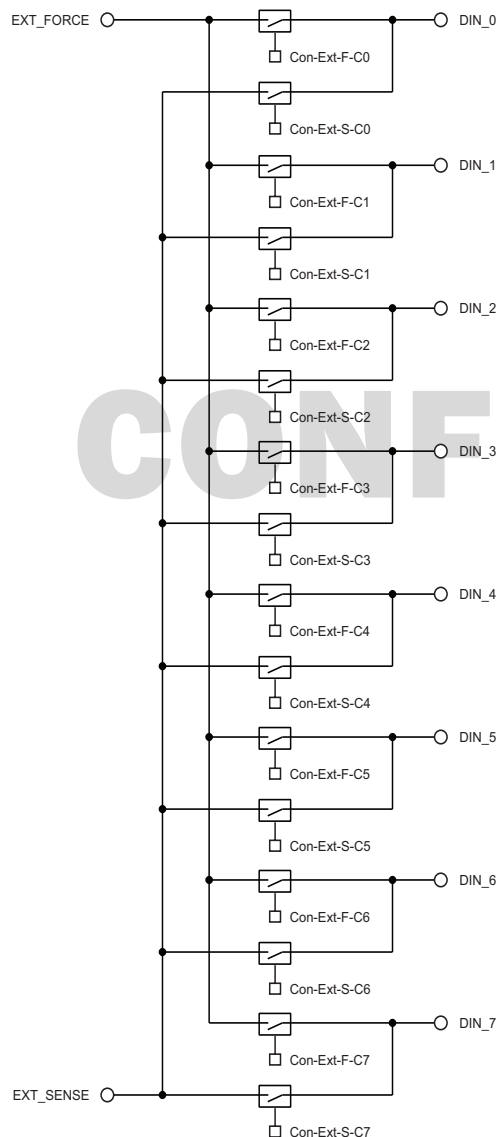 EXT_FORCE
DIN_0
Con-Ext-F-C0
Con-Ext-S-C0
DIN_1
Con-Ext-F-C1
Con-Ext-S-C1
DIN_2
Con-Ext-F-C2
Con-Ext-S-C2
CONF
DIN_3
Con-Ext-F-C3
Con-Ext-S-C3
DIN_4
Con-Ext-F-C4
Con-Ext-S-C4
DIN_5
Con-Ext-F-C5
Con-Ext-S-C5
DIN_6
Con-Ext-F-C6
Con-Ext-S-C6
DIN_7
Con-Ext-F-C7
EXT_SENSE
Con-Ext-S-C7